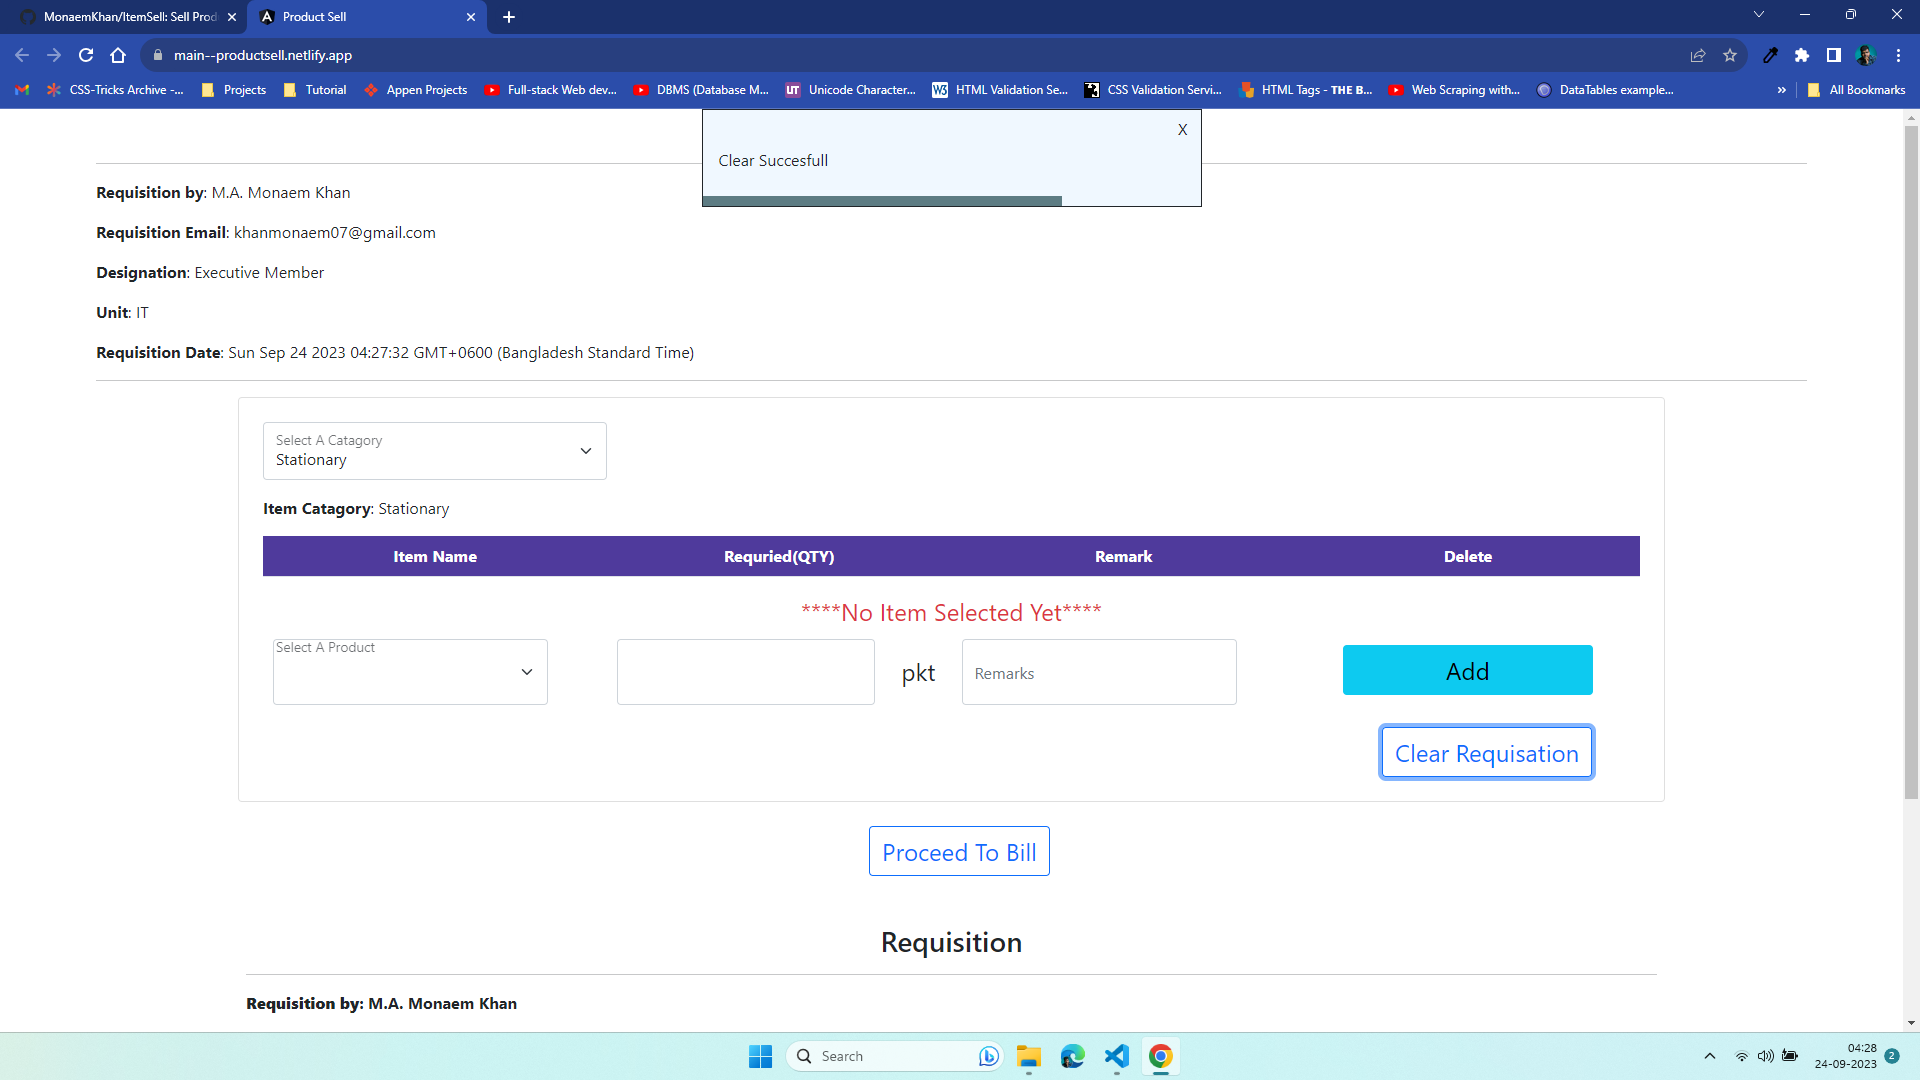 MonaemKhan/ItemSell: Sell Prod
Product Sell
main--productsell.netlify.app
CSS-Tricks Archive -...
Projects
Tutorial
Appen Projects
Full-stack Web dev...
DBMS (Database M...
UT
Unicode Character...
W3
HTML Validation Se...
CSS Validation Servi...
HTML Tags - THE B...
Web Scraping with...
DataTables example...
»
All Bookmarks
X
Clear Succesfull
Requisition by: M.A. Monaem Khan
Requisition Email: khanmonaem07@gmail.com
Designation: Executive Member
Unit: IT
Requisition Date: Sun Sep 24 2023 04:27:32 GMT+0600 (Bangladesh Standard Time)
Select A Catagory
Stationary
Item Catagory: Stationary
Item Name Requried(QTY) Remark Delete
****No Item Selected Yet****
Select A Product
pkt
Remarks
Add
Clear Requisation
Proceed To Bill
Requisition
Requisition by: M.A. Monaem Khan
Search
04:28
24-09-2023
2